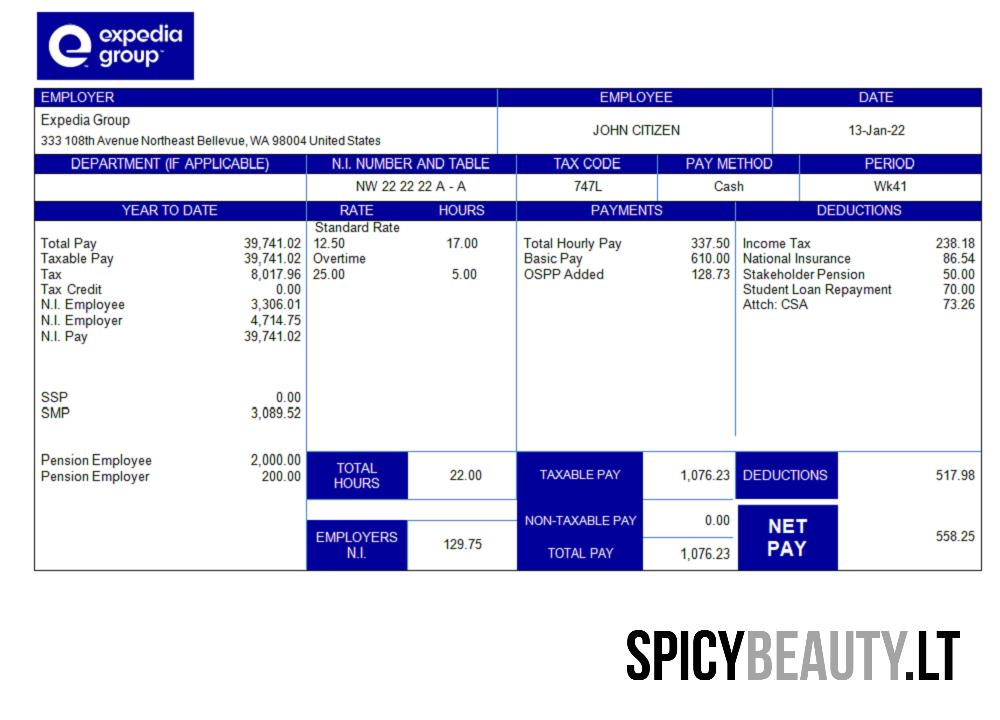 expedia
group™
EMPLOYER EMPLOYEE DATE
Expedia Group
333 108th Avenue Northeast Bellevue, WA 98004 United States
JOHN CITIZEN 13-Jan-22
DEPARTMENT (IF APPLICABLE) N.I. NUMBER AND TABLE TAX CODE PAY METHOD PERIOD
NW 22 22 22 A - A 747L Cash Wk41
YEAR TO DATE RATE HOURS PAYMENTS DEDUCTIONS
Standard Rate
Total Pay 39,741.02 12.50 17.00 Total Hourly Pay 337.50 Income Tax 238.18
Taxable Pay 39,741.02 Overtime Basic Pay 610.00 National Insurance 86.54
Tax 8,017.96 25.00 5.00 OSPP Added 128.73 Stakeholder Pension 50.00
Tax Credit 0.00 Student Loan Repayment 70.00
N.I. Employee 3,306.01 Attch: CSA 73.26
N.I. Employer 4,714.75
N.I. Pay 39,741.02
SSP 0.00
SMP 3,089.52
Pension Employee 2,000.00
Pension Employer 200.00
TOTAL HOURS 22.00 TAXABLE PAY 1,076.23 DEDUCTIONS 517.98
NON-TAXABLE PAY 0.00
EMPLOYERS N.I. 129.75 TOTAL PAY 1,076.23 NET PAY 558.25
SPICYBEAUTY.LT